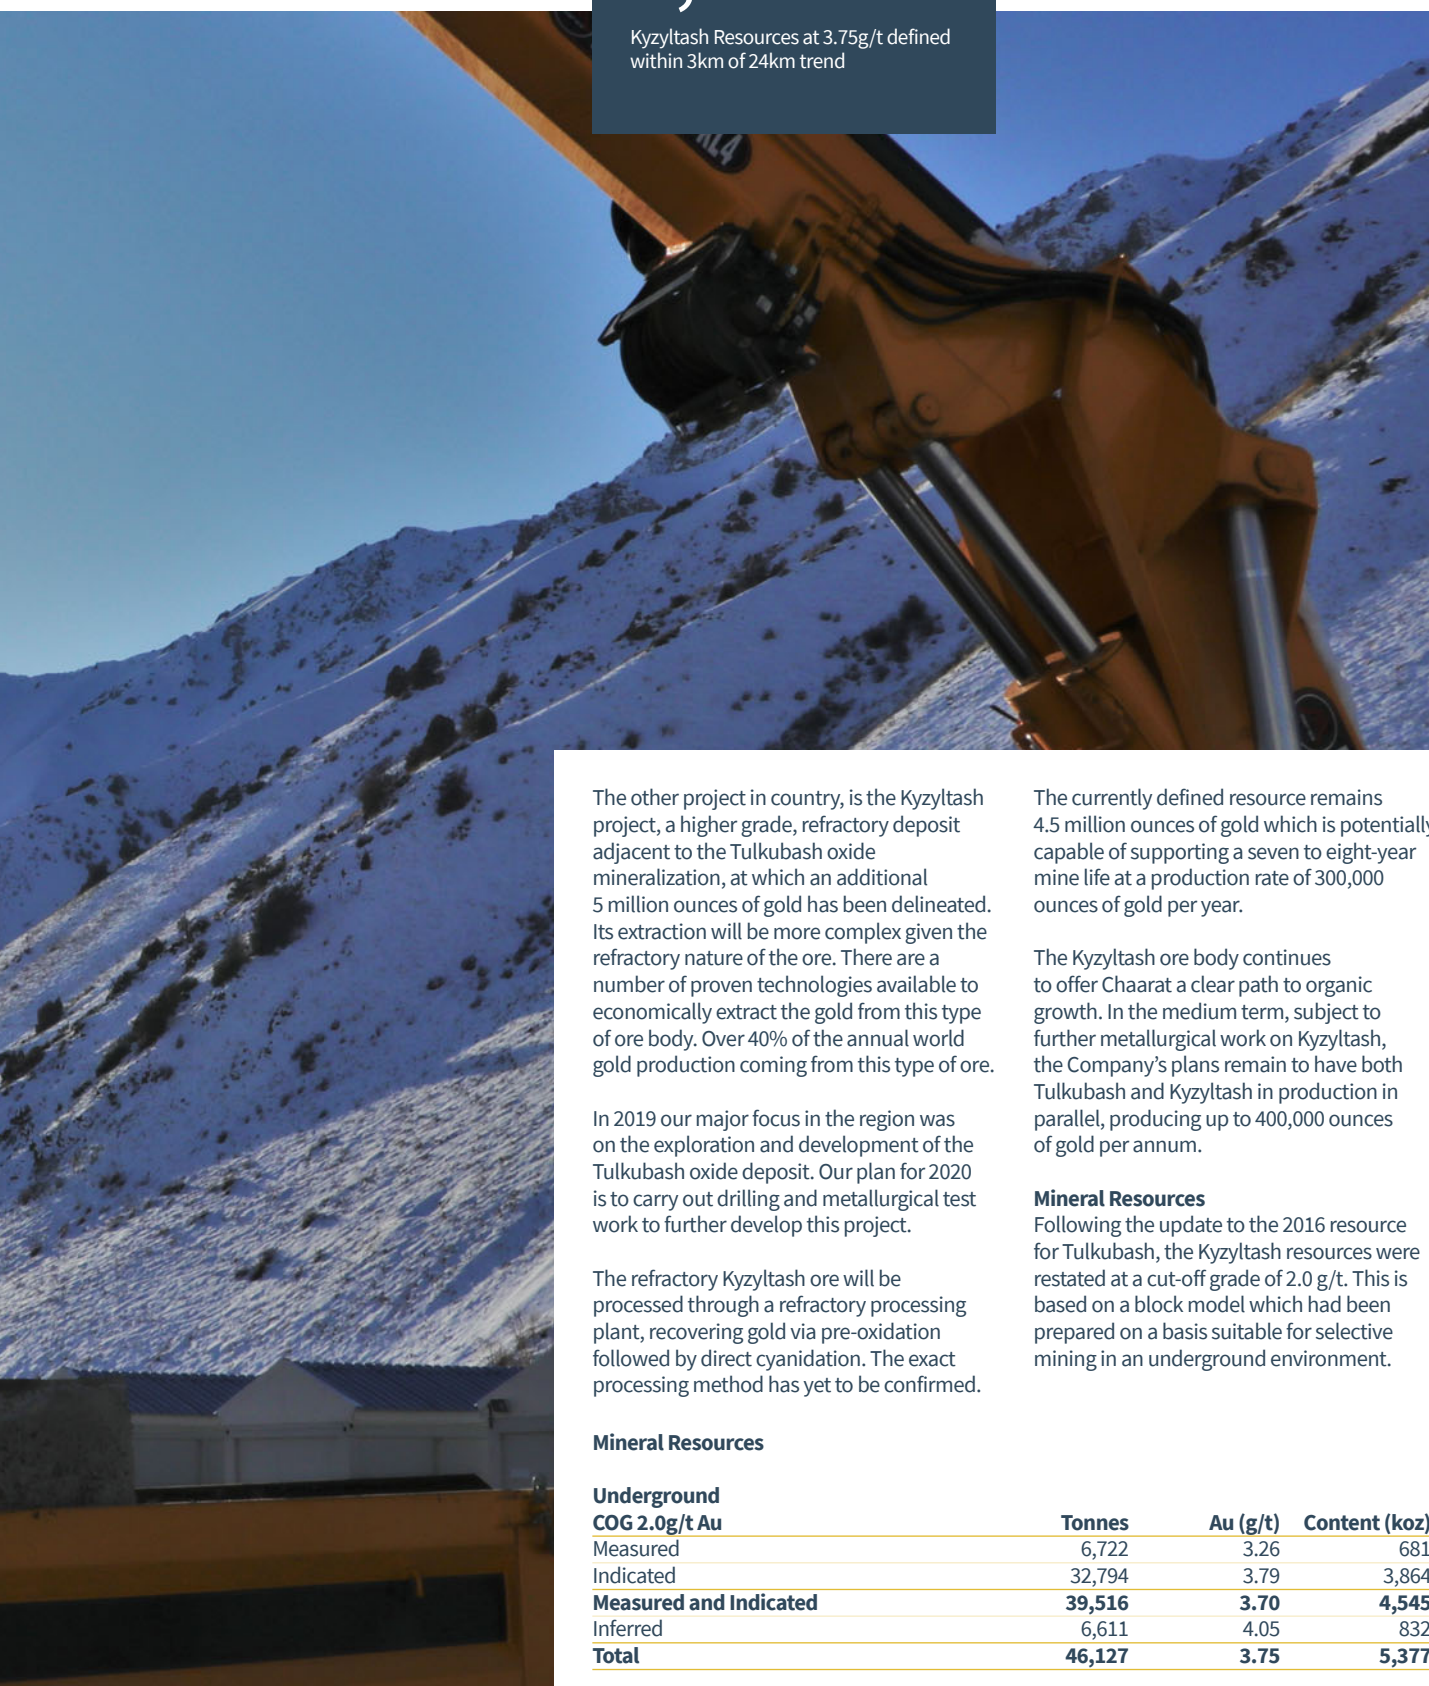 Kyzyltash Resources at 3.75g/t defined
within 3km of 24km trend
The other project in country, is the Kyzyltash
project, a higher grade, refractory deposit
adjacent to the Tulkubash oxide
mineralization, at which an additional
5 million ounces of gold has been delineated.
Its extraction will be more complex given the
refractory nature of the ore. There are a
number of proven technologies available to
economically extract the gold from this type
of ore body. Over 40% of the annual world
gold production coming from this type of ore.
In 2019 our major focus in the region was
on the exploration and development of the
Tulkubash oxide deposit. Our plan for 2020
is to carry out drilling and metallurgical test
work to further develop this project.
The refractory Kyzyltash ore will be
processed through a refractory processing
plant, recovering gold via pre-oxidation
followed by direct cyanidation. The exact
processing method has yet to be confirmed.
The currently defined resource remains
4.5 million ounces of gold which is potentially
capable of supporting a seven to eight-year
mine life at a production rate of 300,000
ounces of gold per year.
The Kyzyltash ore body continues
to offer Chaarat a clear path to organic
growth. In the medium term, subject to
further metallurgical work on Kyzyltash,
the Company's plans remain to have both
Tulkubash and Kyzyltash in production in
parallel, producing up to 400,000 ounces
of gold per annum.
Mineral Resources
Following the update to the 2016 resource
for Tulkubash, the Kyzyltash resources were
restated at a cut-off grade of 2.0 g/t. This is
based on a block model which had been
prepared on a basis suitable for selective
mining in an underground environment.
Mineral Resources
Underground
COG 2.0g/t Au Tonnes Au (g/t) Content (koz)
Measured 6,722 3.26 681
Indicated 32,794 3.79 3,864
Measured and Indicated 39,516 3.70 4,545
Inferred 6,611 4.05 832
Total 46,127 3.75 5,377